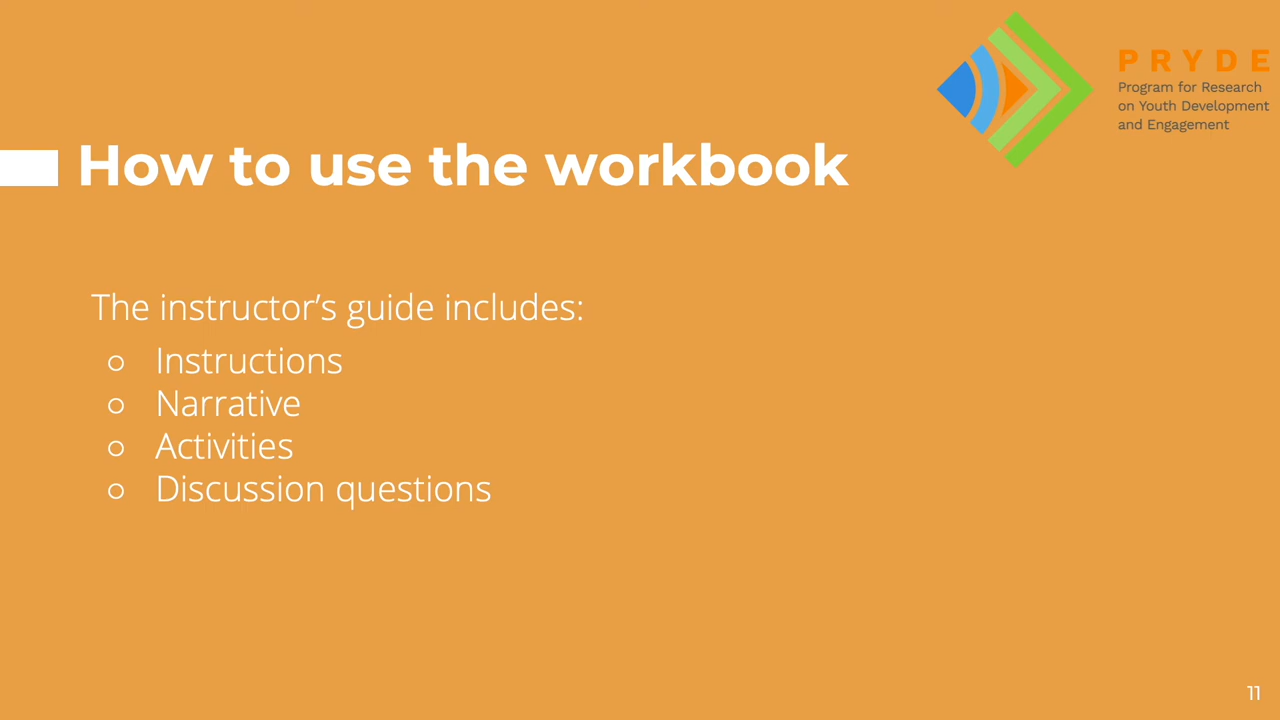 PRYDE
Program for Research
on Youth Development
and Engagement
How to use the workbook
The instructor’s guide includes:
○ Instructions
○ Narrative
○ Activities
○ Discussion questions
11